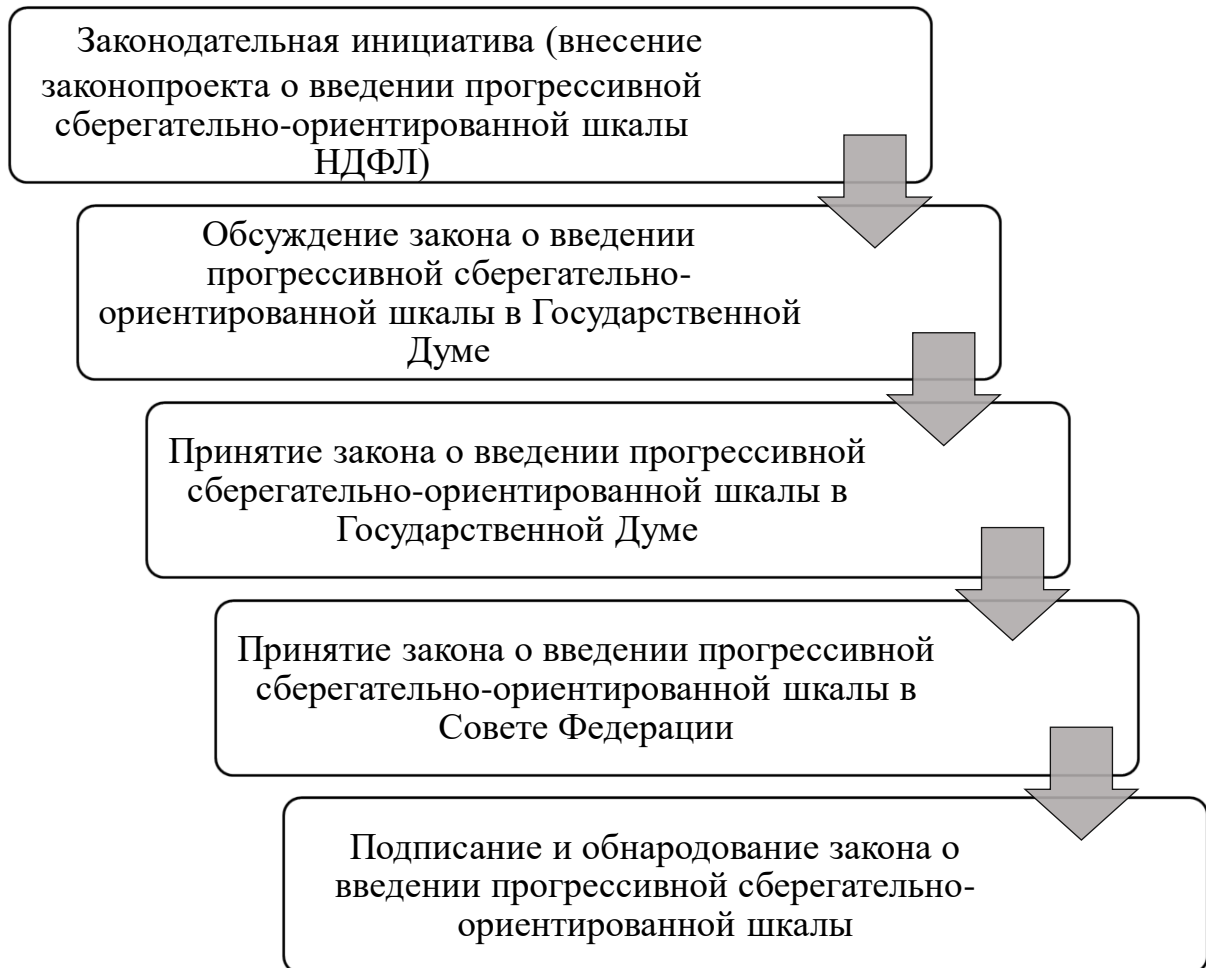 Законодательная инициатива (внесение
законопроекта о введении прогрессивной
сберегательно-ориентированной шкалы
НДФЛ)
Обсуждение закона о введении
прогрессивной сберегательно-
ориентированной шкалы в Государственной
Думе
Принятие закона о введении прогрессивной
сберегательно-ориентированной шкалы в
Государственной Думе
Принятие закона о введении прогрессивной
сберегательно-ориентированной шкалы в
Совете Федерации
Подписание и обнародование закона о
введении прогрессивной сберегательно-
ориентированной шкалы